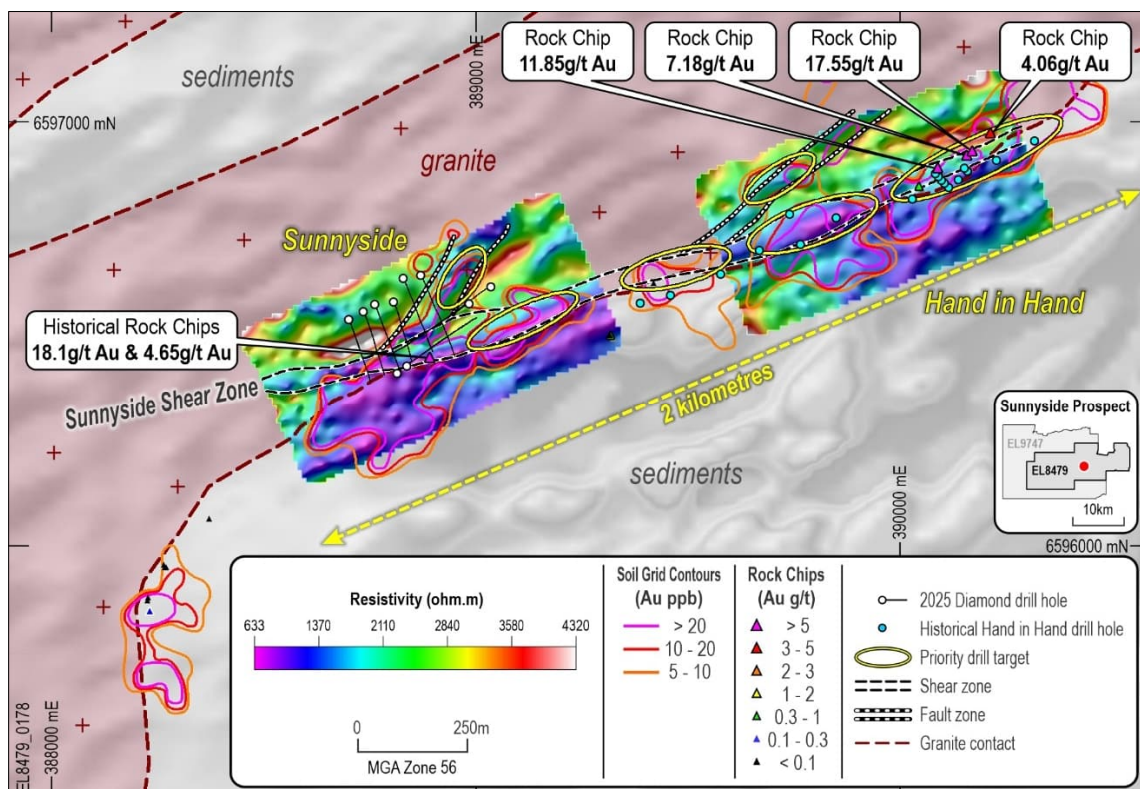 Rock Chip
11.85g/t Au
Rock Chip
7.18g/t Au
Rock Chip
17.55g/t Au
Rock Chip
4.06g/t Au
sediments
389000 mE
6597000 mN
granite
Sunnyside
Historical Rock Chips
18.1g/t Au & 4.65g/t Au
Sunnyside Shear Zone
Hand in Hand
2 kilometres
sediments
Sunnyside Prospect
EL9747
EL8479
10km
390000 mE
6596000 mN
388000 mE
EL8479_0178
Resistivity (ohm.m)
633 1370 2110 2840 3580 4320
0 250m
MGA Zone 56
Soil Grid Contours
(Au ppb)
> 20
10 - 20
5 - 10
Rock Chips
(Au g/t)
> 5
3 - 5
2 - 3
1 - 2
0.3 - 1
0.1 - 0.3
< 0.1
2025 Diamond drill hole
Historical Hand in Hand drill hole
Priority drill target
Shear zone
Fault zone
Granite contact